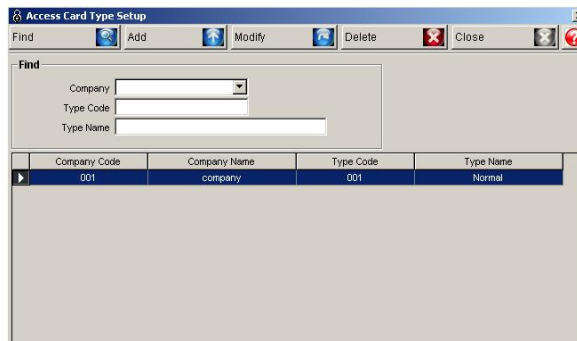 Access Card Type Setup
Find Add Modify Delete Close
Find
Company
Type Code
Type Name
Company Code Company Name Type Code Type Name
001 company 001 Normal